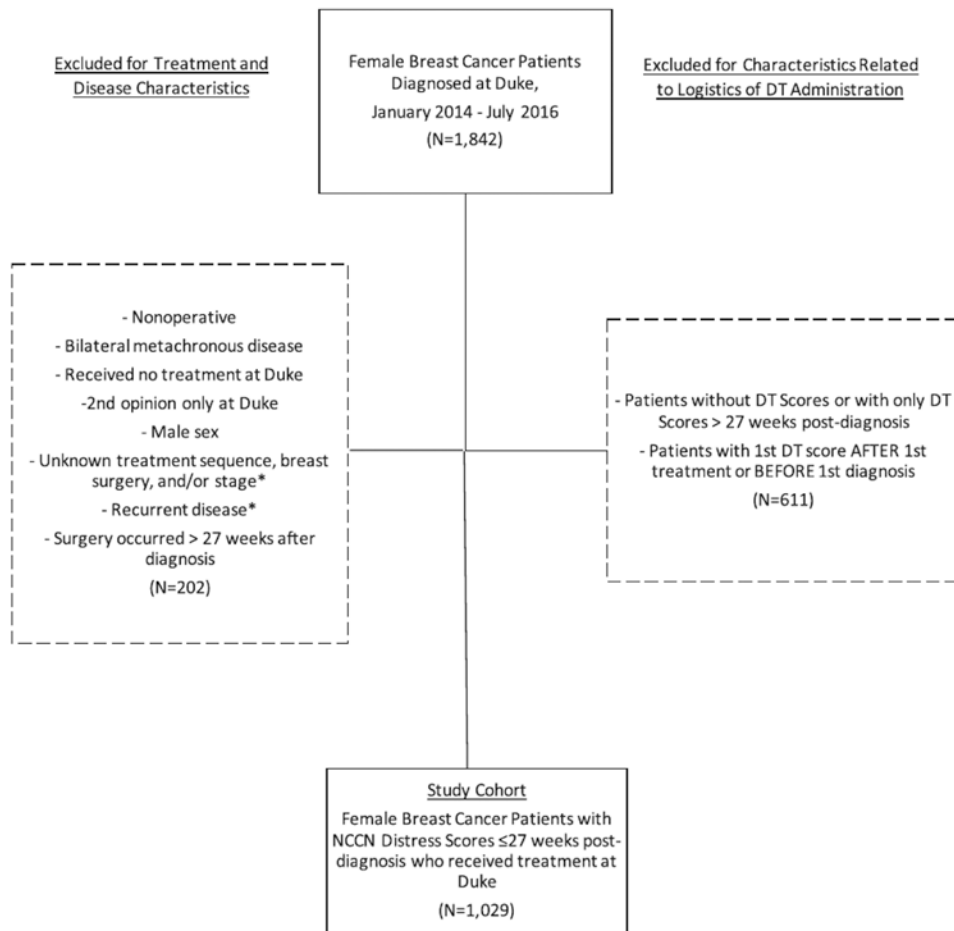 Excluded for Treatment and
Disease Characteristics
Female Breast Cancer Patients
Diagnosed at Duke,
January 2014 - July 2016
(N=1,842)
Excluded for Characteristics Related
to Logistics of DT Administration
- Nonoperative
- Bilateral metachronous disease
- Received no treatment at Duke
-2nd opinion only at Duke
- Male sex
- Unknown treatment sequence, breast
surgery, and/or stage*
- Recurrent disease*
- Surgery occurred > 27 weeks after
diagnosis
(N=202)
- Patients without DT Scores or with only DT
Scores > 27 weeks post-diagnosis
- Patients with 1st DT score AFTER 1st
treatment or BEFORE 1st diagnosis
(N=611)
Study Cohort
Female Breast Cancer Patients with
NCCN Distress Scores ≤27 weeks post-
diagnosis who received treatment at
Duke
(N=1,029)